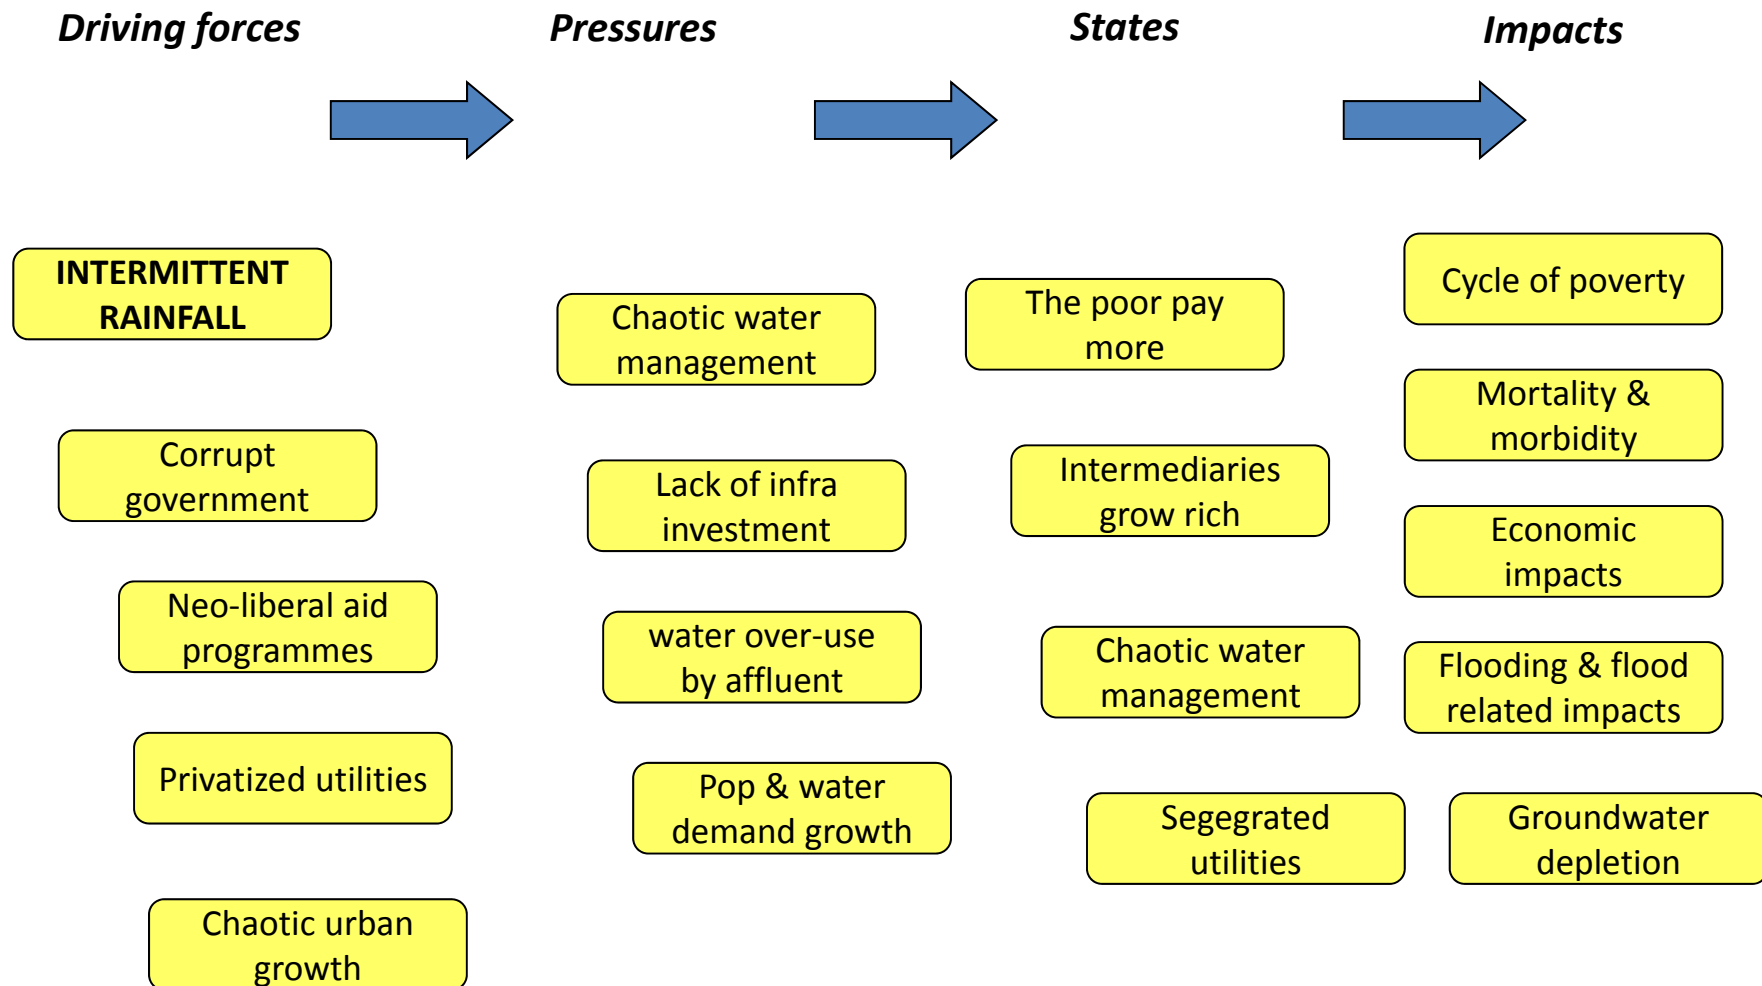 Driving forces
Pressures
States
Impacts
INTERMITTENT
RAINFALL
Corrupt
government
Neo-liberal aid
programmes
Privatized utilities
Chaotic urban
growth
Chaotic water
management
Lack of infra
investment
water over-use
by affluent
Pop & water
demand growth
The poor pay
more
Intermediaries
grow rich
Chaotic water
management
Segegrated
utilities
Cycle of poverty
Mortality &
morbidity
Economic
impacts
Flooding & flood
related impacts
Groundwater
depletion